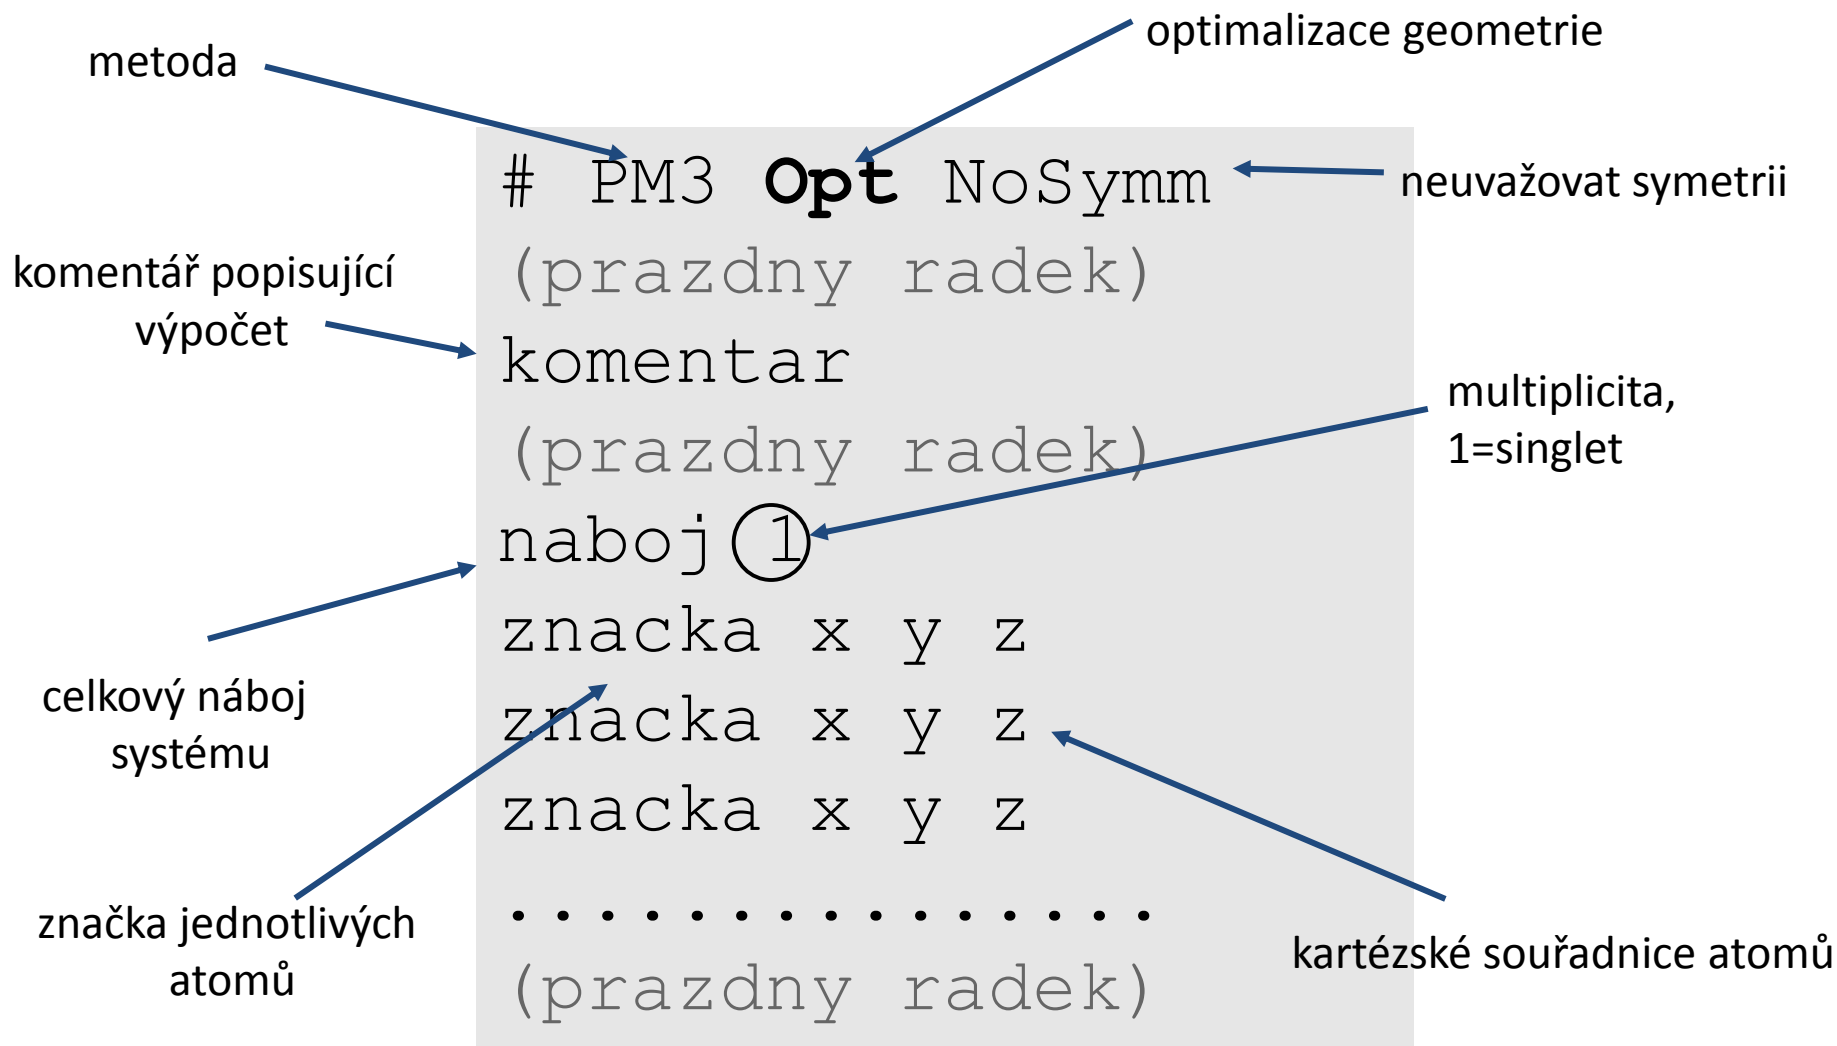 optimalizace geometrie
metoda
# PM3 Opt NoSymm
neuvažovat symetrii
(prazdny radek)
komentář popisující
výpočet
komentar
multiplicita,
1=singlet
(prazdny radek)
naboj 1
znacka x y z
celkový náboj
systému
znacka x y z
znacka x y z
................
značka jednotlivých
atomů
kartézské souřadnice atomů
(prazdny radek)